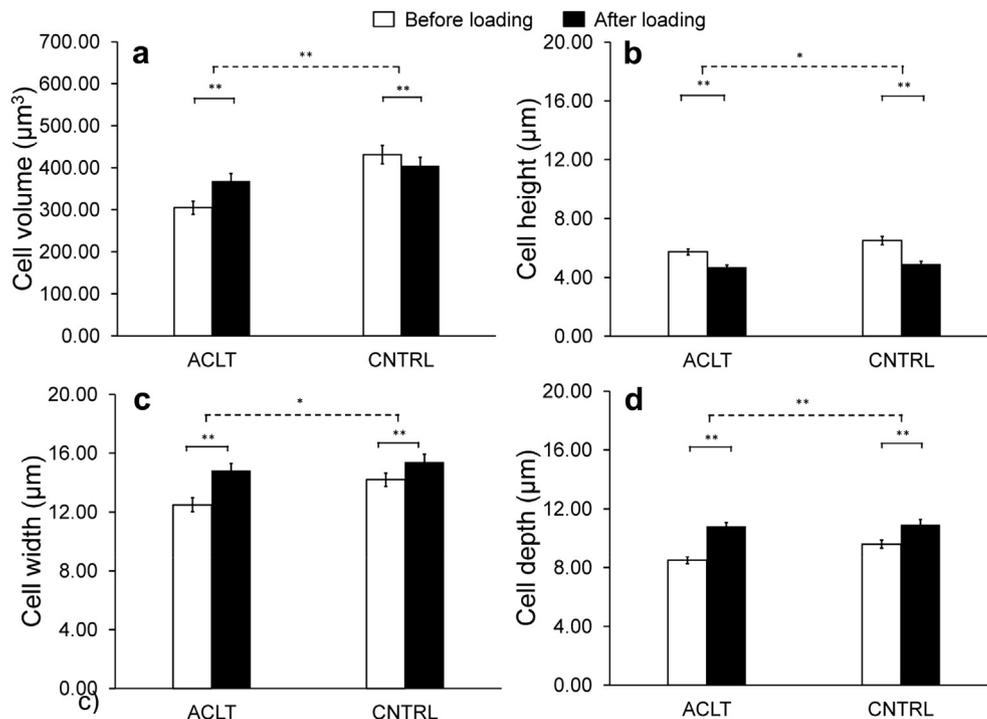 Before loading After loading
a
Cell volume (µm³)
700.00
600.00
500.00
400.00
300.00
200.00
100.00
0.00
**
**
**
ACLT CNTRL
b
Cell height (µm)
20.00
16.00
12.00
8.00
4.00
0.00
*
**
**
ACLT CNTRL
c
Cell width (µm)
20.00
16.00
12.00
8.00
4.00
0.00
c)
*
**
**
ACLT CNTRL
d
Cell depth (µm)
20.00
16.00
12.00
8.00
4.00
0.00
**
**
**
ACLT CNTRL